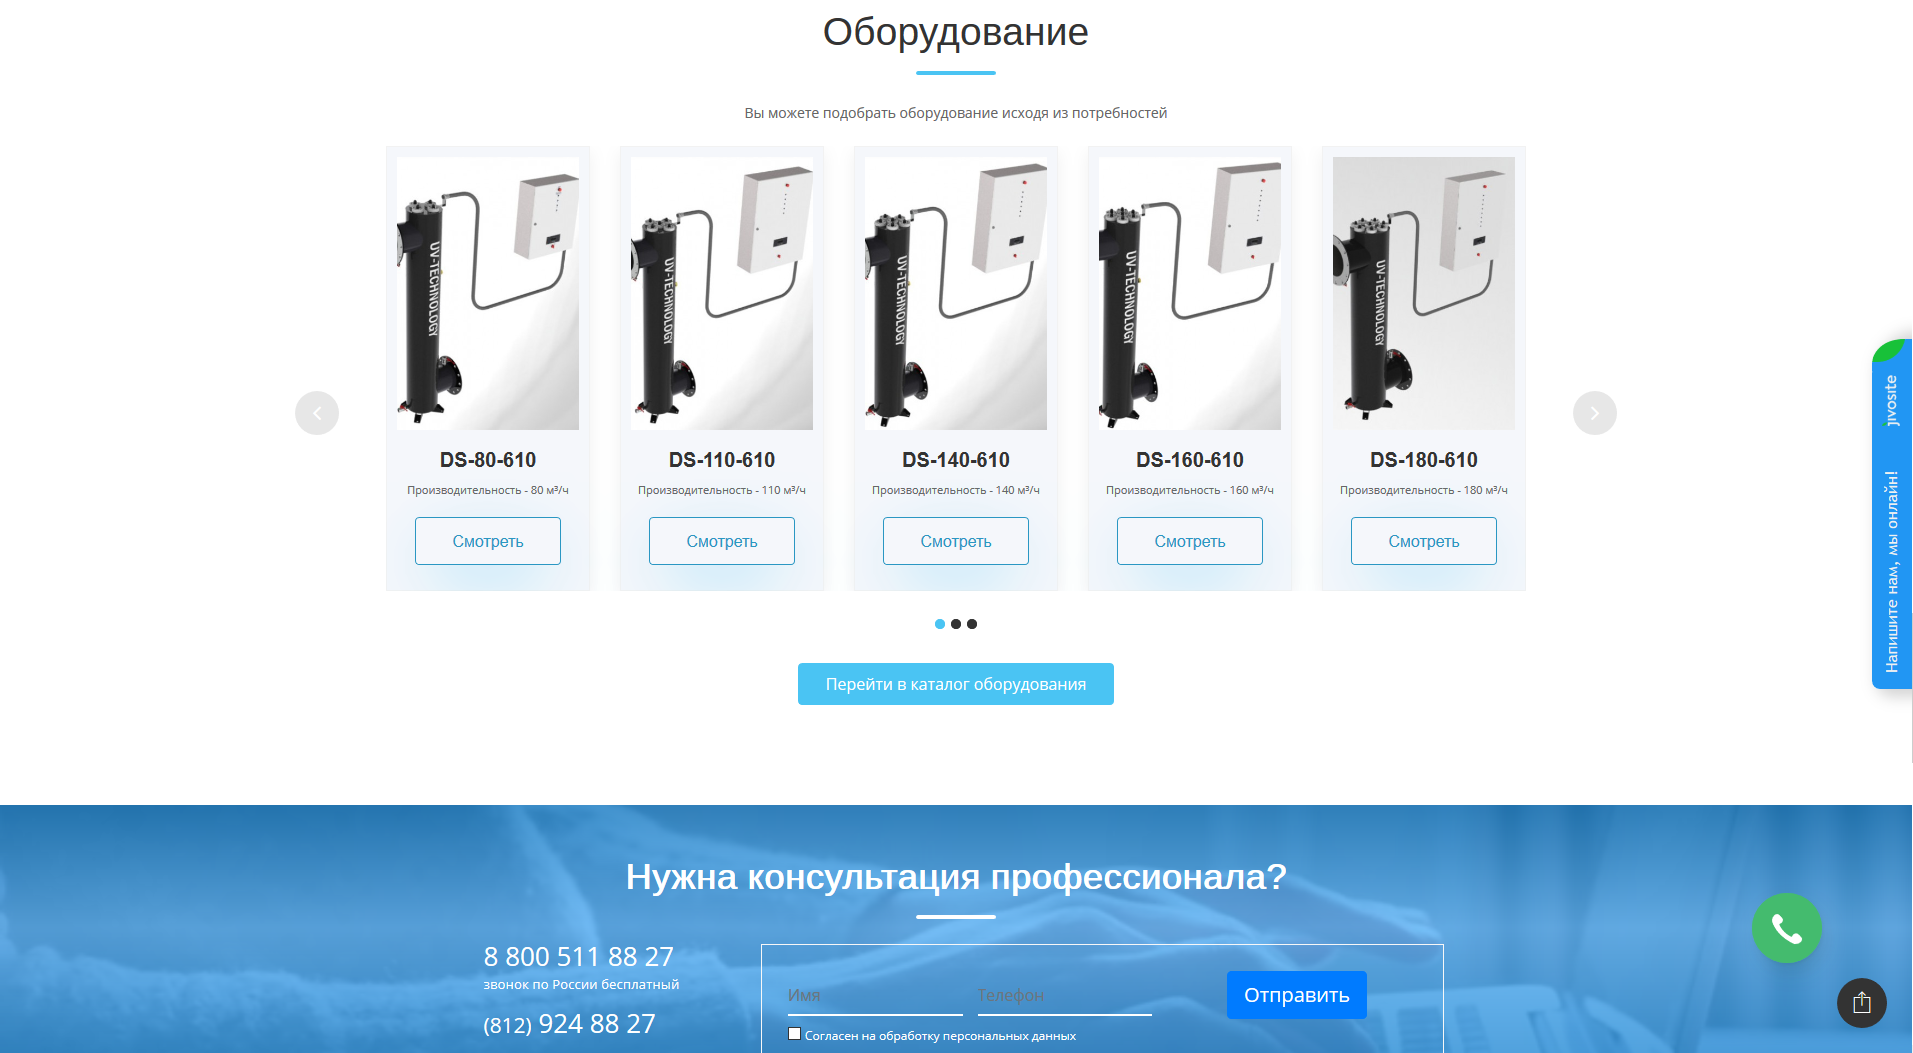 Оборудование
Вы можете подобрать оборудование исходя из потребностей
UV-TECHNOLOGY
UV-TECHNOLOGY
UV-TECHNOLOGY
UV-TECHNOLOGY
UV-TECHNOLOGY
DS-80-610
Производительность - 80 м³/ч
Смотреть
DS-110-610
Производительность - 110 м³/ч
Смотреть
DS-140-610
Производительность - 140 м³/ч
Смотреть
DS-160-610
Производительность - 160 м³/ч
Смотреть
DS-180-610
Производительность - 180 м³/ч
Смотреть
Перейти в каталог оборудования
jivosite
Напишите нам, мы онлайн!
Нужна консультация профессионала?
8 800 511 88 27
звонок по России бесплатный
(812) 924 88 27
Имя
Телефон
Отправить
Согласен на обработку персональных данных